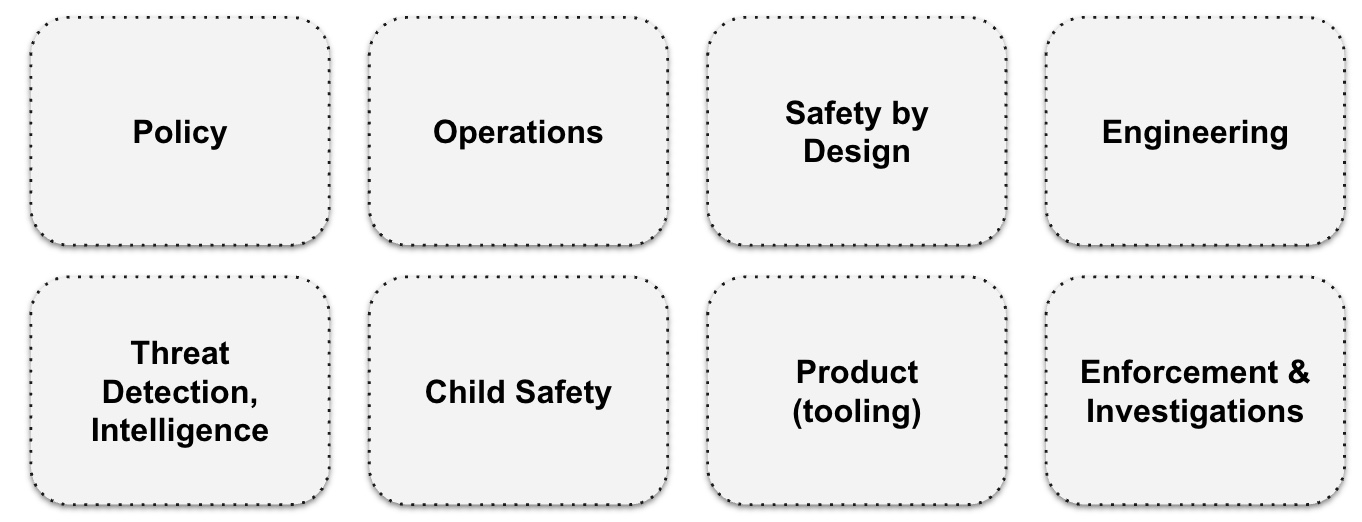 Policy
Operations
Safety by
Design
Engineering
Threat
Detection,
Intelligence
Child Safety
Product
(tooling)
Enforcement &
Investigations